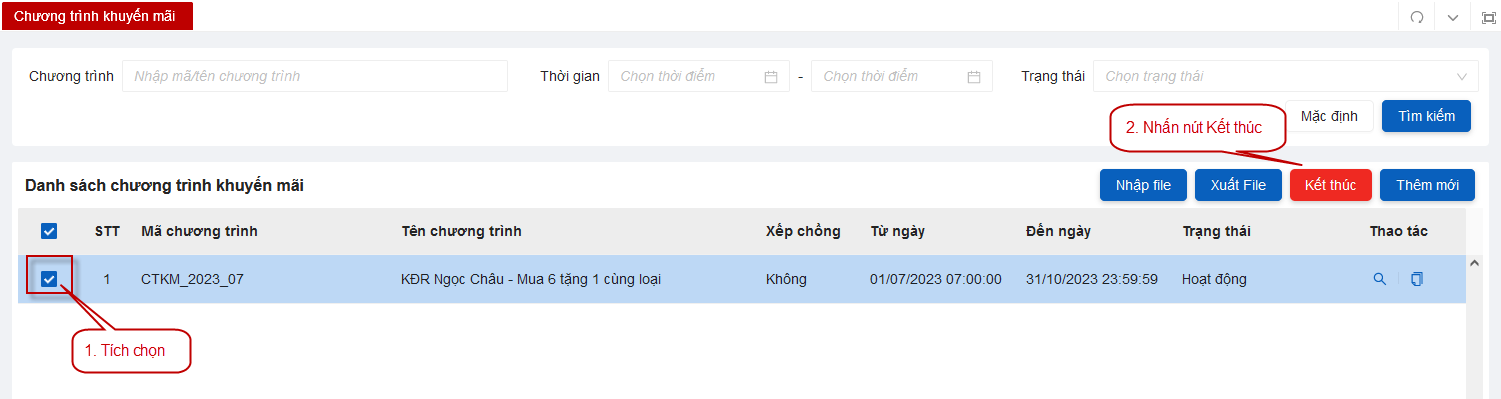 Chương trình khuyến mãi
Chương trình Nhập mã/tên chương trình Thời gian Chọn thời điểm - Chọn thời điểm Trạng thái Chọn trạng thái
Mặc định Tìm kiếm
2. Nhấn nút Kết thúc
Danh sách chương trình khuyến mãi Nhập file Xuất File Kết thúc Thêm mới
STT Mã chương trình Tên chương trình Xếp chồng Từ ngày Đến ngày Trạng thái Thao tác
1 CTKM_2023_07 KĐR Ngọc Châu - Mua 6 tặng 1 cùng loại Không 01/07/2023 07:00:00 31/10/2023 23:59:59 Hoạt động
1. Tích chọn